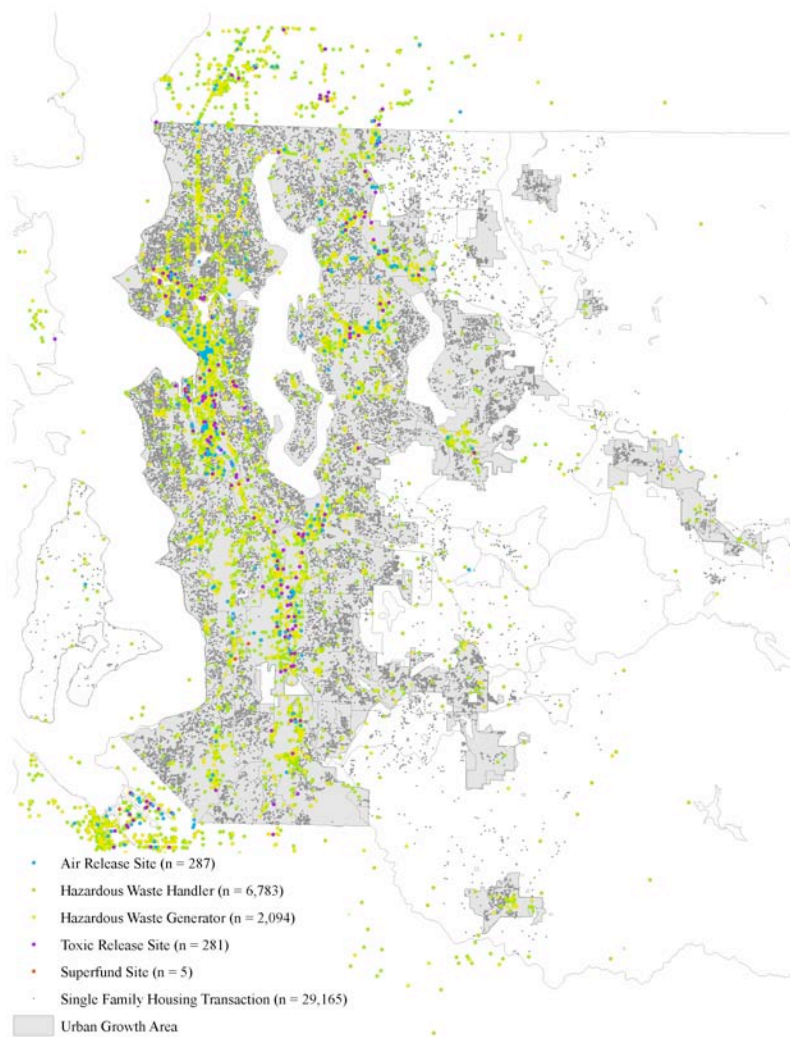 Air Release Site (n = 287)
Hazardous Waste Handler (n = 6,783)
Hazardous Waste Generator (n = 2,094)
Toxic Release Site (n = 281)
Superfund Site (n = 5)
Single Family Housing Transaction (n = 29,165)
Urban Growth Area